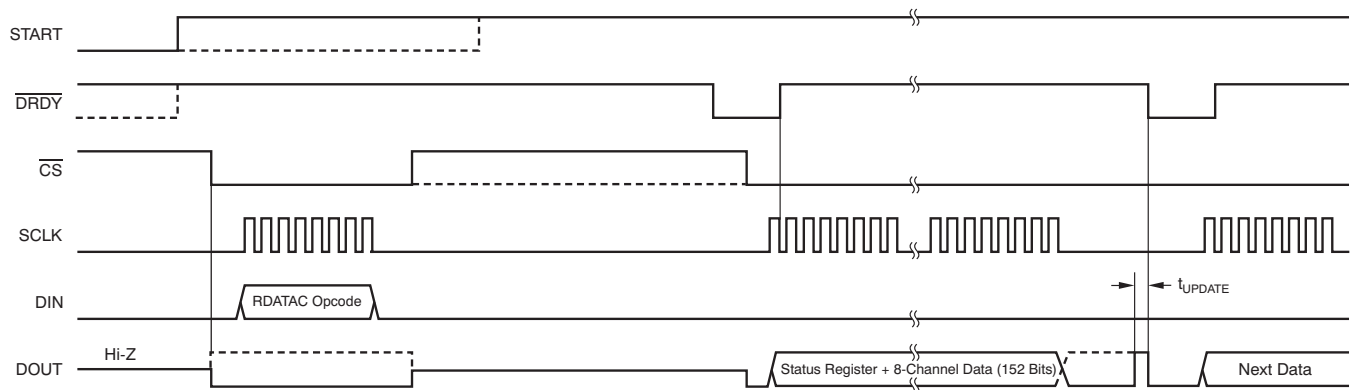 START
DRDY
CS
SCLK
DIN
RDATAC Opcode
tUPDATE
Hi-Z
DOUT
Status Register + 8-Channel Data (152 Bits)
Next Data